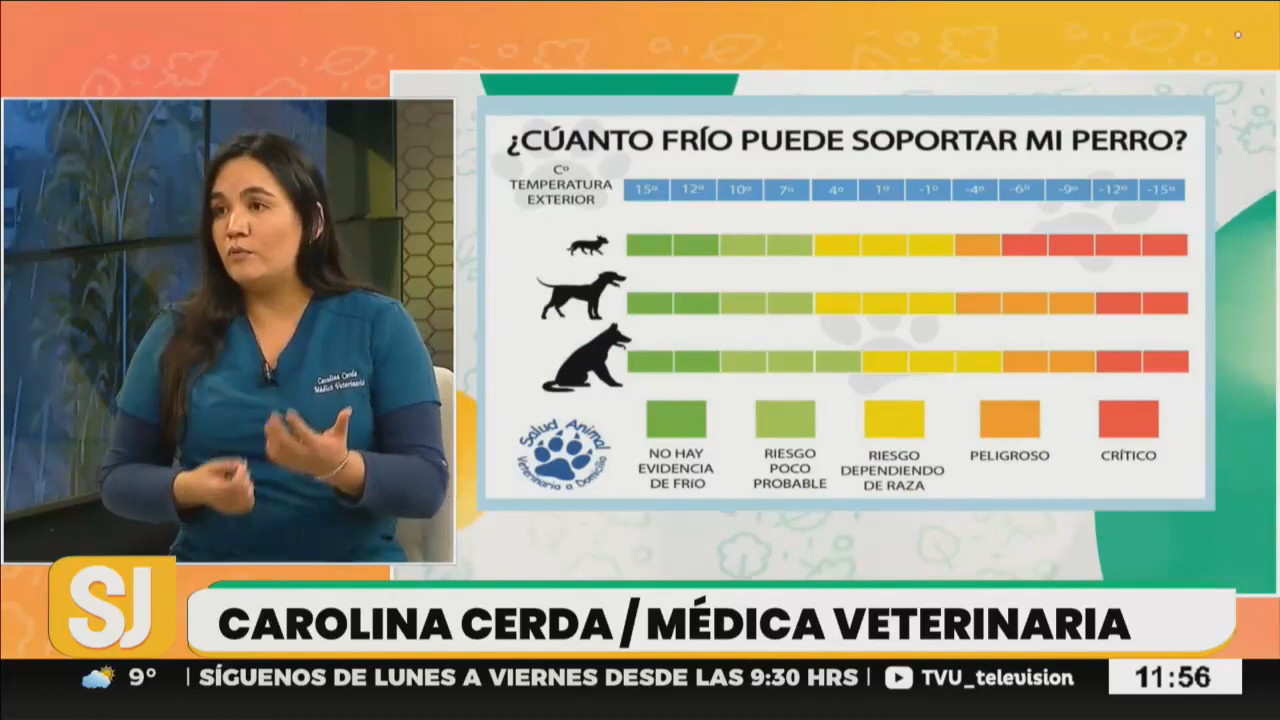 ¿CÚANTO FRÍO PUEDE SOPORTAR MI PERRO?
Cº
TEMPERATURA
EXTERIOR
15º 12º 10º 7º 4º 1º -1º -4º -6º -9º -12º -15º
Carolina Cerda
Médico Veterinario
Salud Animal
Veterinaria a Domicilio
NO HAY
EVIDENCIA
DE FRÍO
RIESGO
POCO
PROBABLE
RIESGO
DEPENDIENDO
DE RAZA
PELIGROSO
CRÍTICO
SJ
CAROLINA CERDA / MÉDICA VETERINARIA
9º | SÍGUENOS DE LUNES A VIERNES DESDE LAS 9:30 HRS | TVU_television
11:56